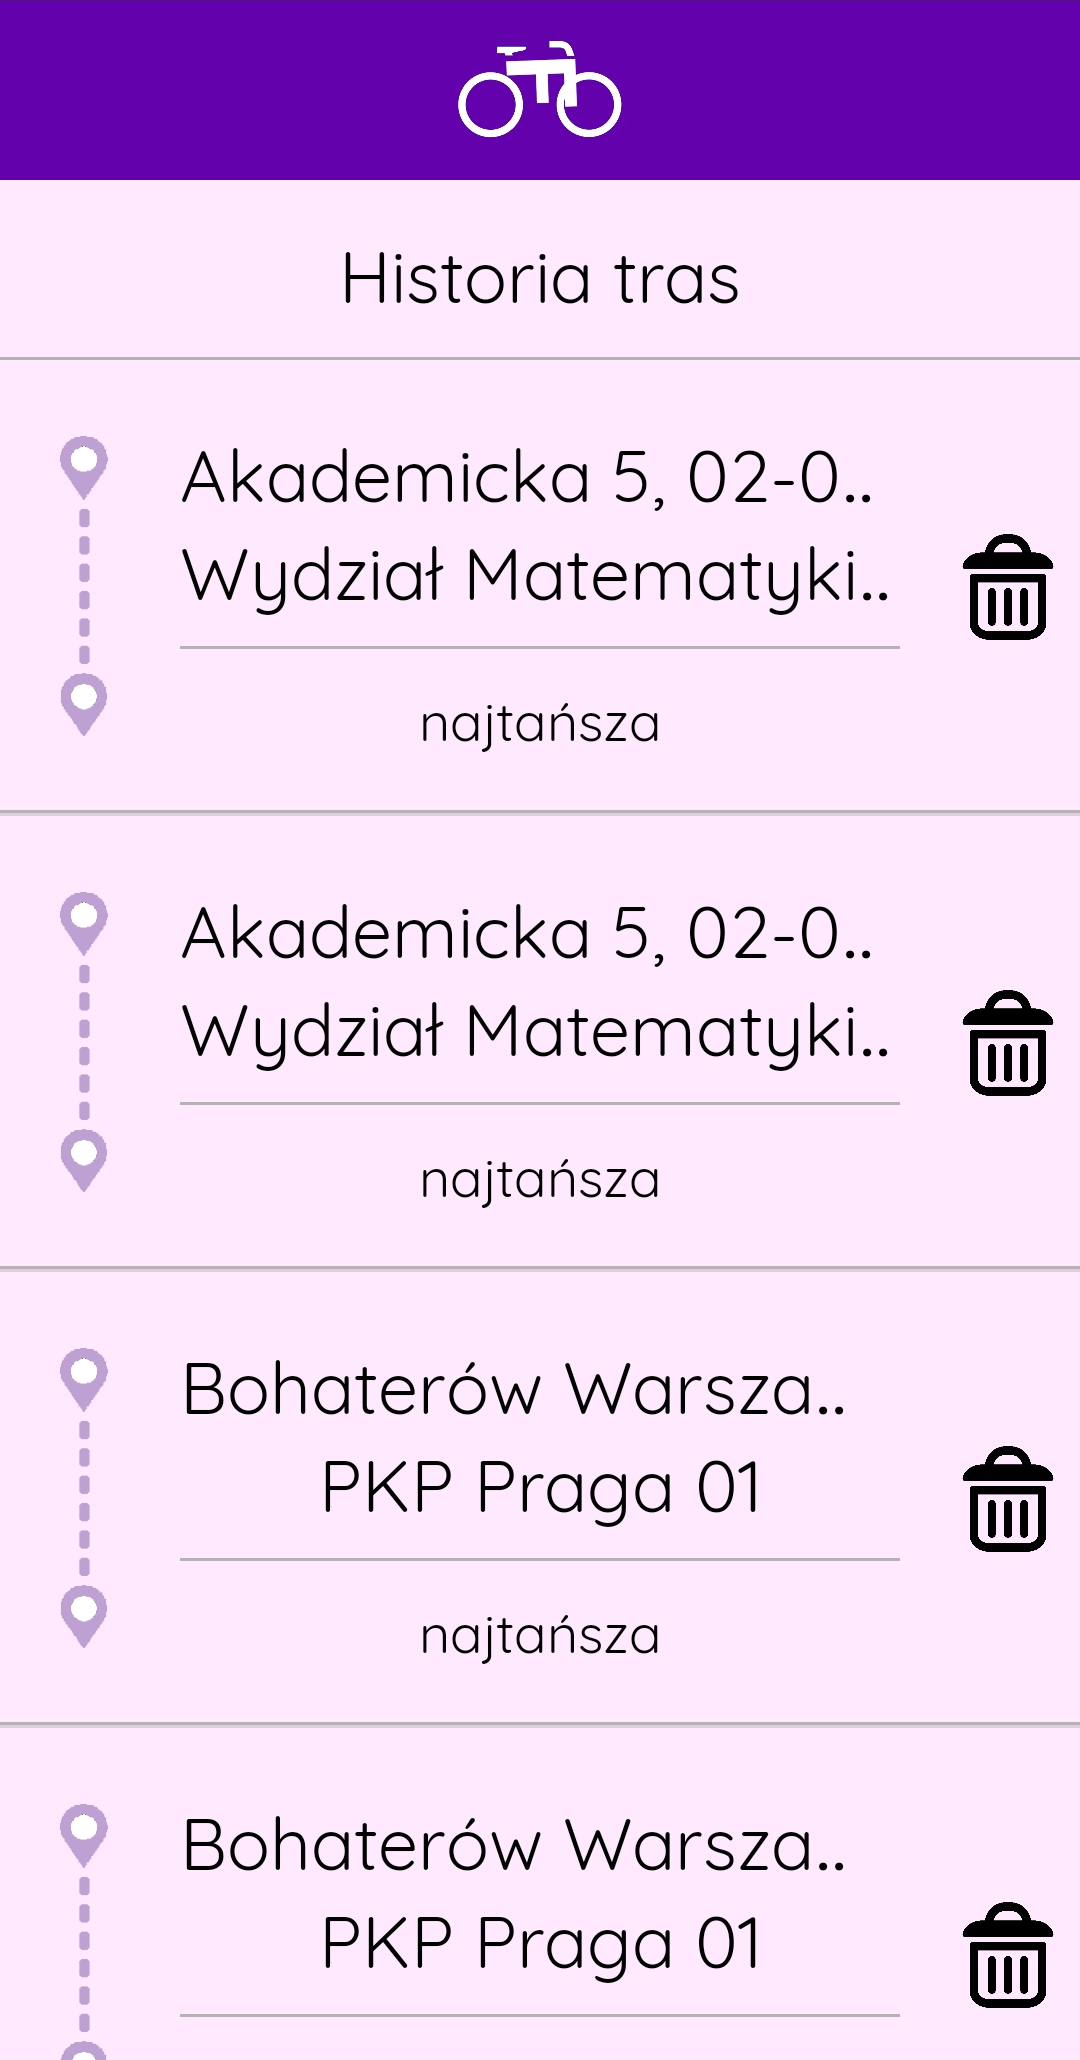 Historia tras
Akademicka 5, 02-0..
Wydział Matematyki..
najtańsza
Akademicka 5, 02-0..
Wydział Matematyki..
najtańsza
Bohaterów Warsza..
PKP Praga 01
najtańsza
Bohaterów Warsza..
PKP Praga 01